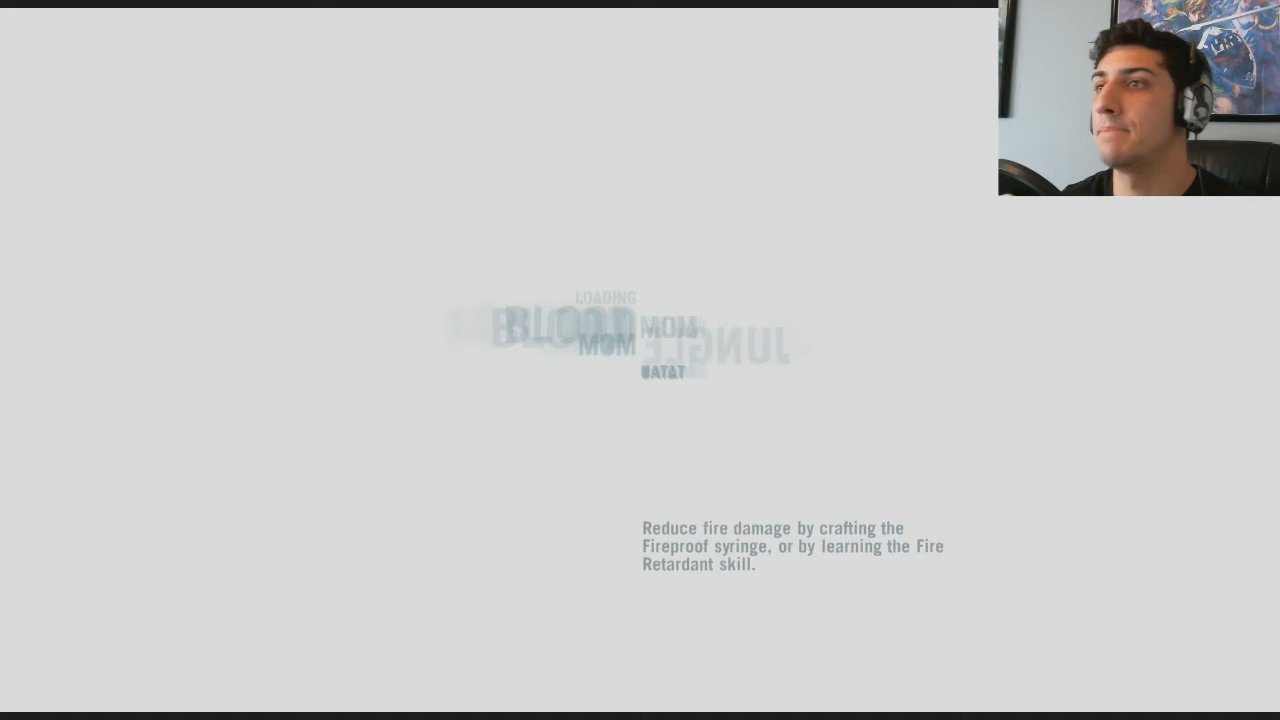 LOADING
BLOOD MOM
MOM JUNGLE
Reduce fire damage by crafting the
Fireproof syringe, or by learning the Fire
Retardant skill.